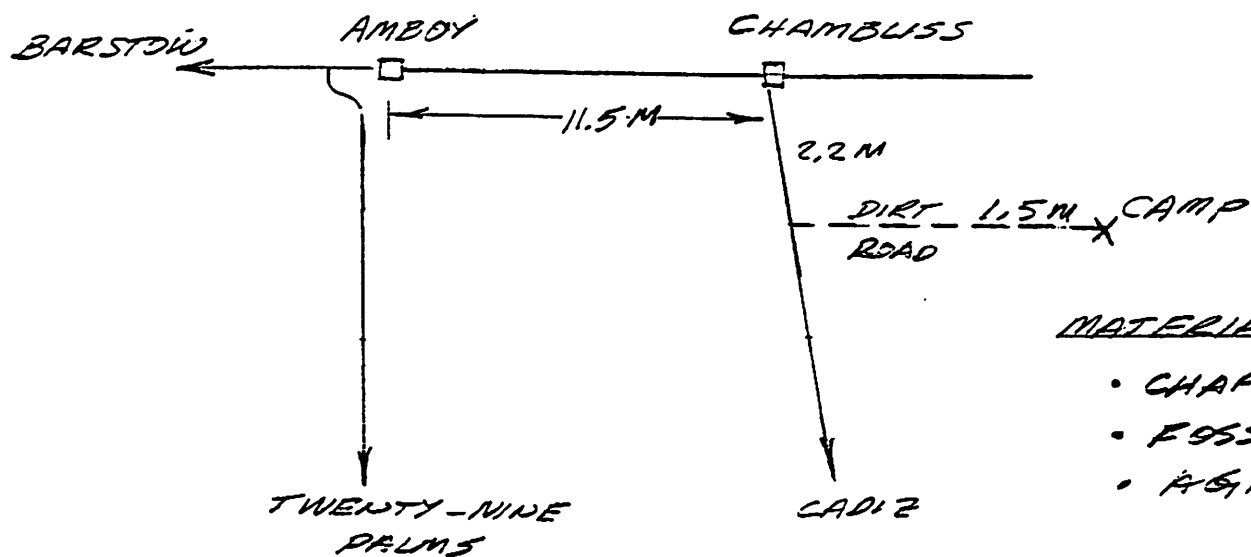 BARSTOW
AMBOY
CHAMBLISS
11.5 M
2.2 M
DIRT 1.5 M CAMP
ROAD
TWENTY-NINE
PALMS
CADIZ